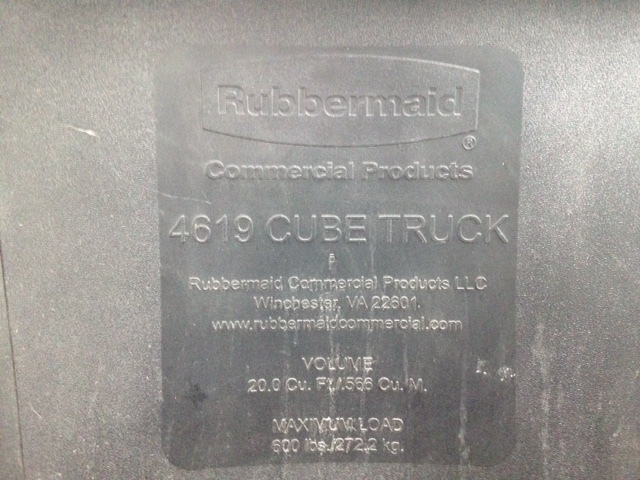 Rubbermaid
®
Commercial Products
4619 CUBE TRUCK
Rubbermaid Commercial Products LLC
Winchester, VA 22601.
www.rubbermaidcommercial.com
VOLUME
20.0 Cu. Ft./.566 Cu. M.
MAXIMUM LOAD
600 lbs./272.2 kg.